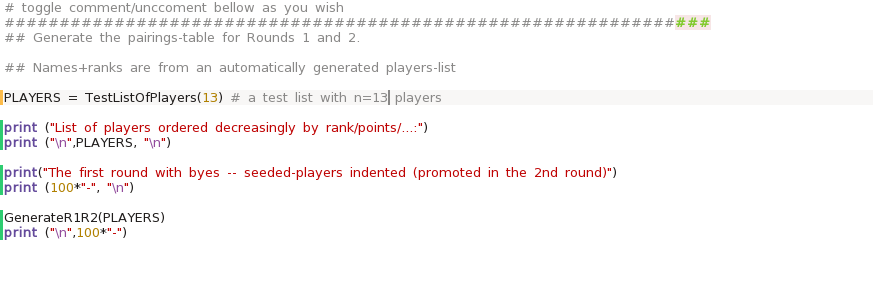 # toggle comment/unccoment bellow as you wish
#################################################################
## Generate the pairings-table for Rounds 1 and 2.
## Names+ranks are from an automatically generated players-list
PLAYERS = TestListOfPlayers(13) # a test list with n=13 players
print ("List of players ordered decreasingly by rank/points/...:")
print ("\n",PLAYERS, "\n")
print("The first round with byes -- seeded-players indented (promoted in the 2nd round)")
print (100*"-", "\n")
GenerateR1R2(PLAYERS)
print ("\n",100*"-")